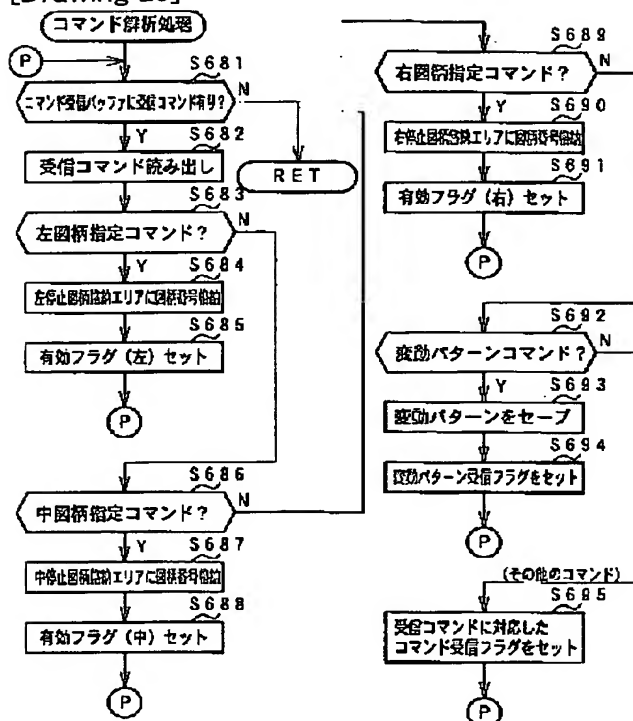 コマンド解析処理
P
S681
コマンド受信バッファに受信コマンド有り?
N
Y
S682
受信コマンド読み出し
RET
S683
左図柄指定コマンド?
N
Y
S684
左停止図柄格納エリアに図柄番号格納
S685
有効フラグ(左)セット
P
S686
中図柄指定コマンド?
N
Y
S687
中停止図柄格納エリアに図柄番号格納
S688
有効フラグ(中)セット
P
S689
右図柄指定コマンド?
N
Y
S690
右停止図柄格納エリアに図柄番号格納
S691
有効フラグ(右)セット
P
S692
変動パターンコマンド?
N
Y
S693
変動パターンをセーブ
S694
変動パターン受信フラグをセット
P
(その他のコマンド)
S695
受信コマンドに対応した
コマンド受信フラグをセット
P